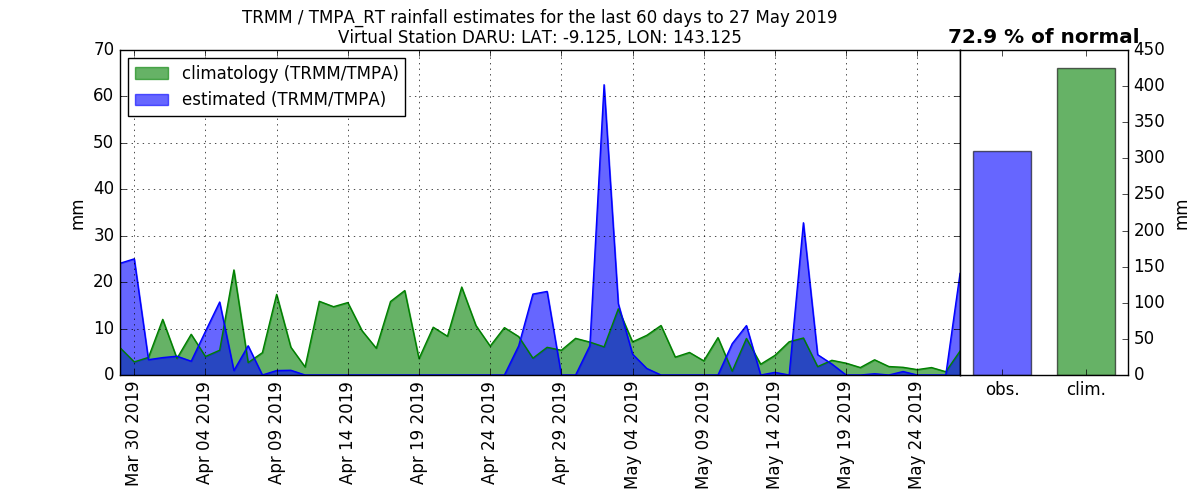 TRMM / TMPA_RT rainfall estimates for the last 60 days to 27 May 2019
Virtual Station DARU: LAT: -9.125, LON: 143.125
72.9 % of normal
climatology (TRMM/TMPA)
estimated (TRMM/TMPA)
70
60
50
40
30
20
10
0
mm
Mar 30 2019
Apr 04 2019
Apr 09 2019
Apr 14 2019
Apr 19 2019
Apr 24 2019
Apr 29 2019
May 04 2019
May 09 2019
May 14 2019
May 19 2019
May 24 2019
450
400
350
300
250
200
150
100
50
0
mm
obs.
clim.